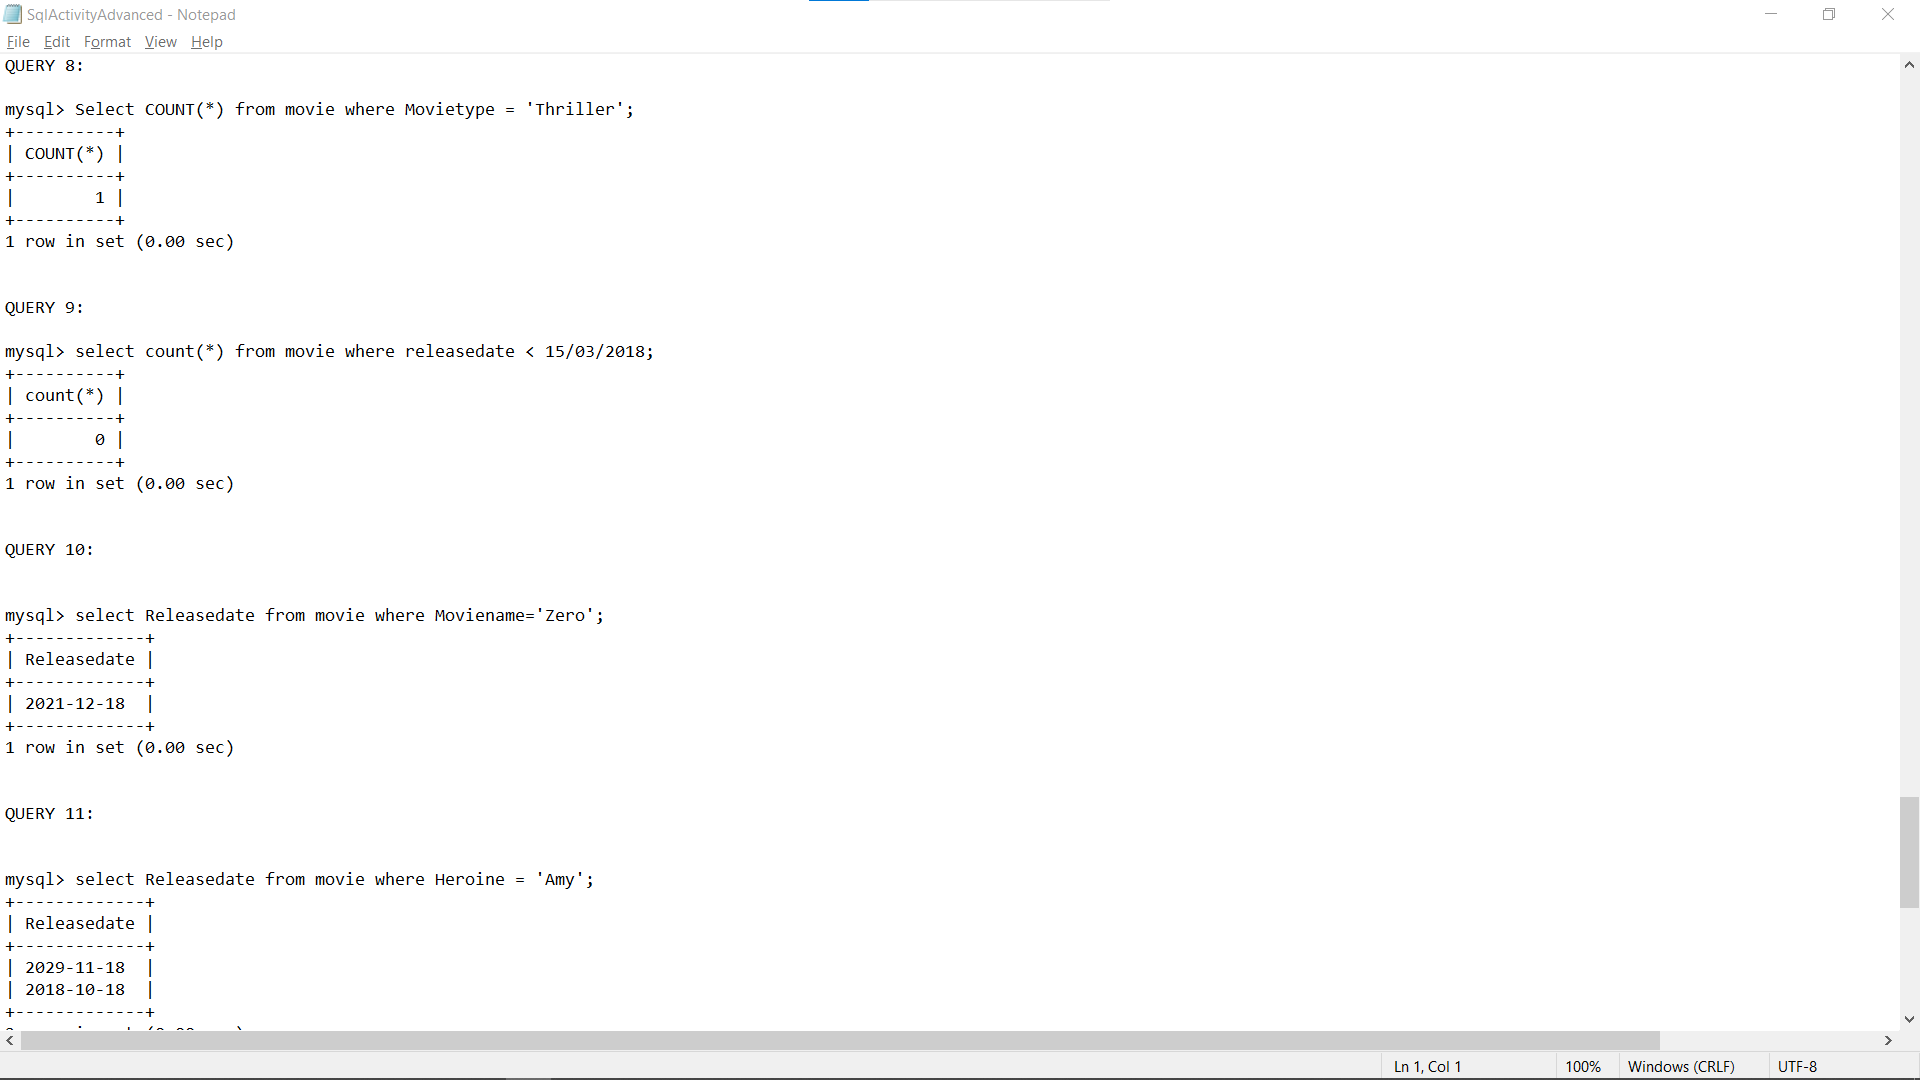 SqlActivityAdvanced - Notepad
File Edit Format View Help
QUERY 8:
mysql> Select COUNT(*) from movie where Movietype = 'Thriller';
+----------+
| COUNT(*) |
+----------+
|        1 |
+----------+
1 row in set (0.00 sec)
QUERY 9:
mysql> select count(*) from movie where releasedate < 15/03/2018;
+----------+
| count(*) |
+----------+
|        0 |
+----------+
1 row in set (0.00 sec)
QUERY 10:
mysql> select Releasedate from movie where Moviename='Zero';
+-------------+
| Releasedate |
+-------------+
| 2021-12-18  |
+-------------+
1 row in set (0.00 sec)
QUERY 11:
mysql> select Releasedate from movie where Heroine = 'Amy';
+-------------+
| Releasedate |
+-------------+
| 2029-11-18  |
| 2018-10-18  |
+-------------+
Ln 1, Col 1 100% Windows (CRLF) UTF-8